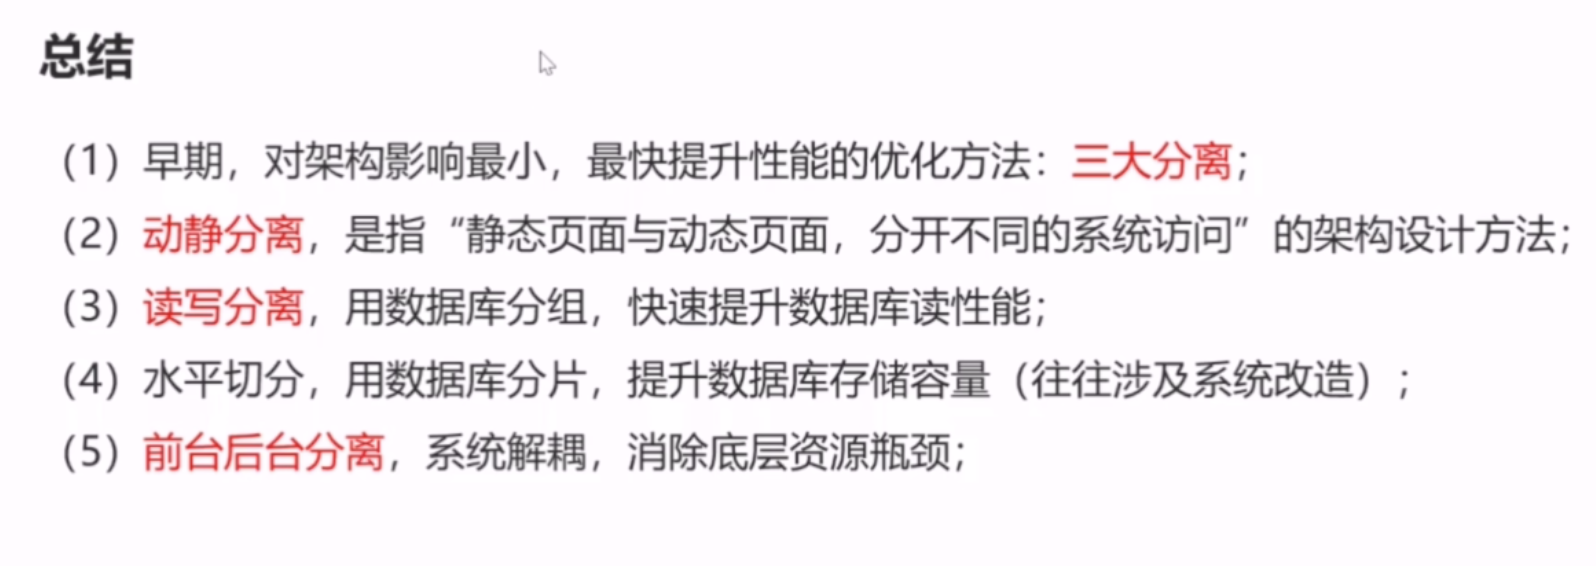 总结
（1）早期，对架构影响最小，最快提升性能的优化方法：三大分离；
（2）动静分离，是指“静态页面与动态页面，分开不同的系统访问”的架构设计方法；
（3）读写分离，用数据库分组，快速提升数据库读性能；
（4）水平切分，用数据库分片，提升数据库存储容量（往往涉及系统改造）；
（5）前台后台分离，系统解耦，消除底层资源瓶颈；